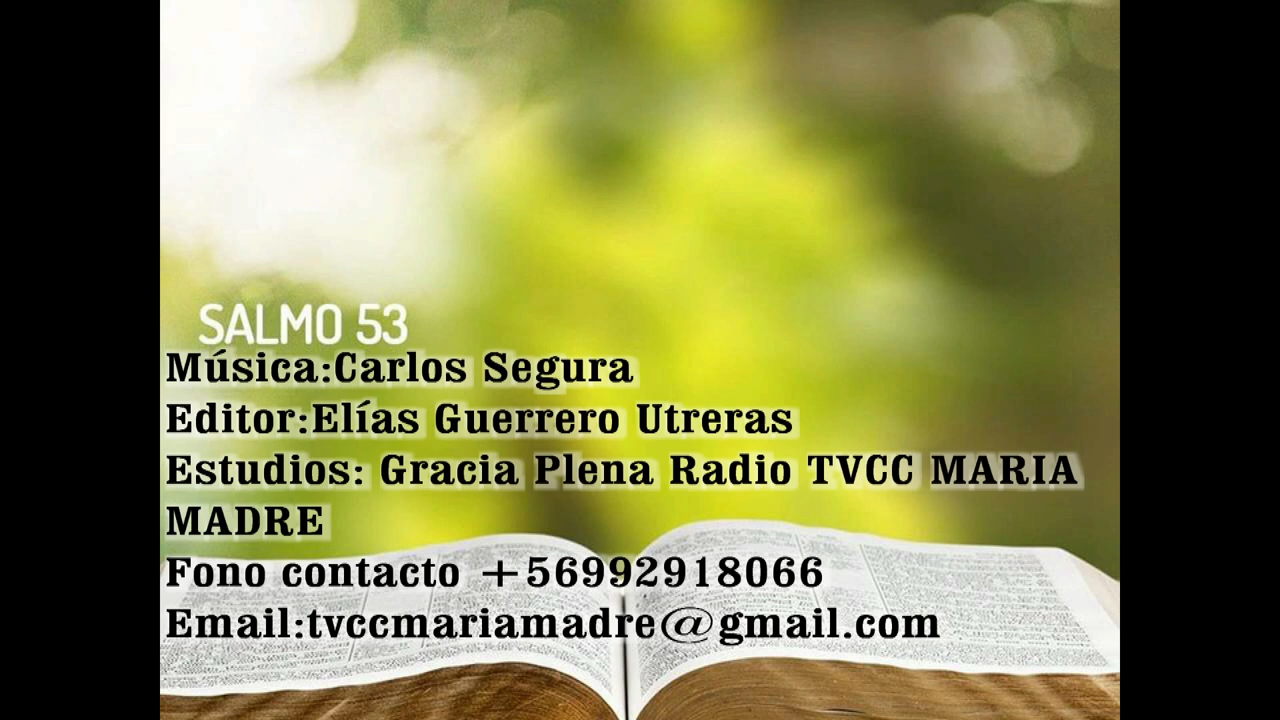 SALMO 53
Música:Carlos Segura
Editor:Elías Guerrero Utreras
Estudios: Gracia Plena Radio TVCC MARIA
MADRE
Fono contacto +56992918066
Email:tvccmariamadre@gmail.com